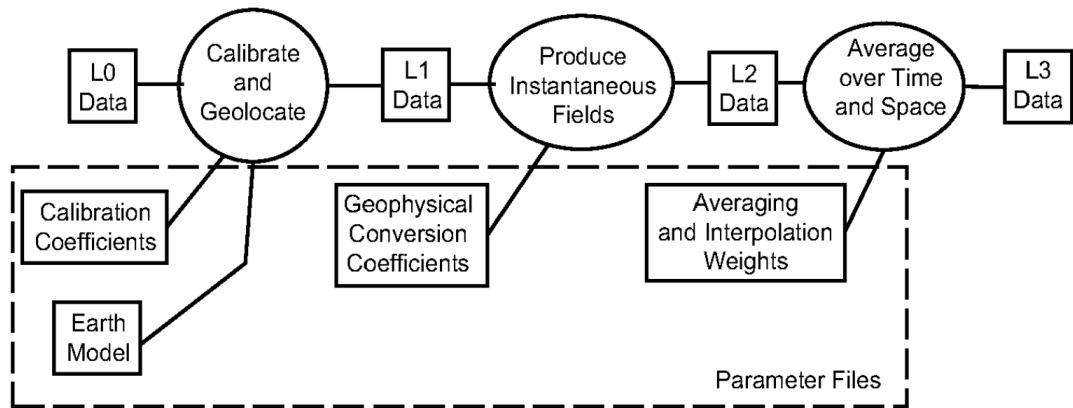 L0
Data
Calibrate
and
Geolocate
L1
Data
Produce
Instantaneous
Fields
L2
Data
Average
over Time
and Space
L3
Data
Calibration
Coefficients
Geophysical
Conversion
Coefficients
Averaging
and Interpolation
Weights
Earth
Model
Parameter Files